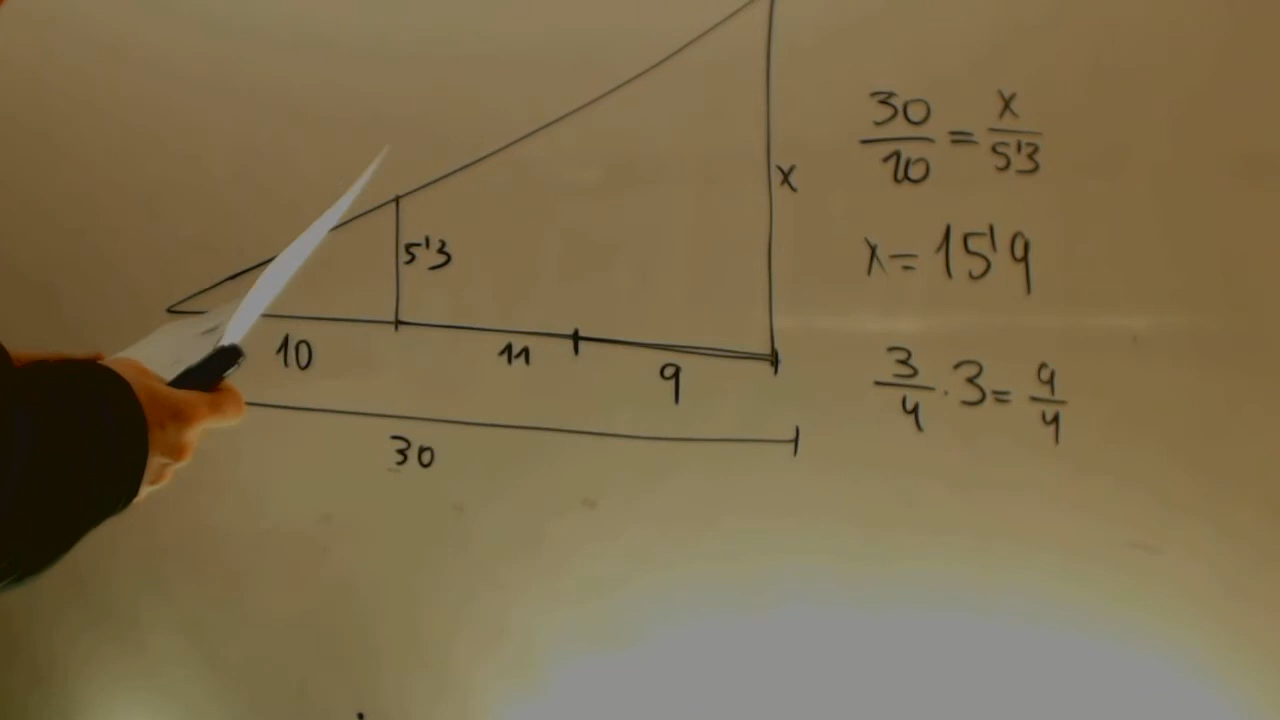 x
5'3
10
11
9
30
30/10 = x/5'3
x = 15'9
3/4 · 3 = 9/4